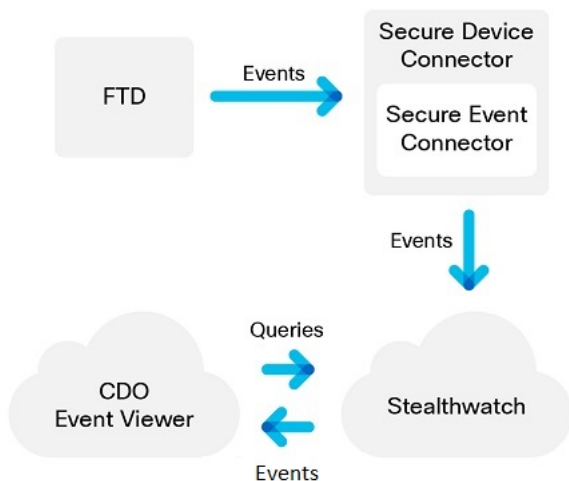 FTD
Events
Secure Device
Connector
Secure Event
Connector
Events
Queries
CDO
Event Viewer
Stealthwatch
Events